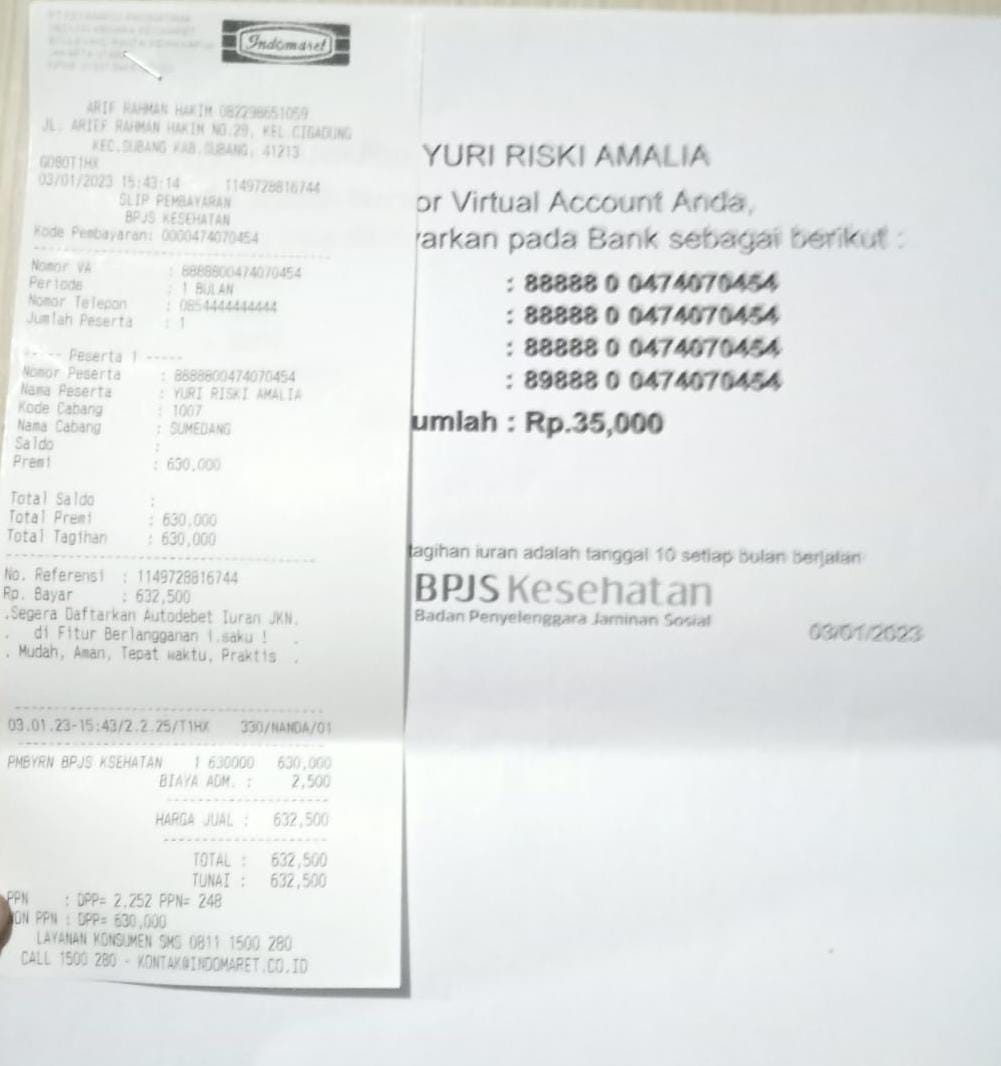 Indomaret
ARIF RAHMAN HAKIM 082298651059
JL. ARIEF RAHMAN HAKIM NO.29, KEL.CIGADUNG
KEC.SUBANG KAB.SUBANG, 41213
03/01/2023 15:43:14 1149728816744
SLIP PEMBAYARAN
BPJS KESEHATAN
Kode Pembayaran: 0000474070454
Nomor VA : 8888800474070454
Periode : 1 BULAN
Nomor Telepon : 0854444444444
Jumlah Peserta : 1
----- Peserta 1 -----
Nomor Peserta : 8888800474070454
Nama Peserta : YURI RISKI AMALIA
Kode Cabang : 1007
Nama Cabang : SUMEDANG
Saldo :
Premi : 630,000
Total Saldo :
Total Premi : 630,000
Total Tagihan : 630,000
No. Referensi : 1149728816744
Rp. Bayar : 632,500
.Segera Daftarkan Autodebet Iuran JKN.
. di Fitur Berlangganan i.saku ! .
. Mudah, Aman, Tepat waktu, Praktis .
03.01.23-15:43/2.2.25/T1HX 330/NANDA/01
PMBYRN BPJS KSEHATAN 1 630000 630,000
BIAYA ADM. : 2,500
HARGA JUAL : 632,500
TOTAL : 632,500
TUNAI : 632,500
PPN : DPP= 2,252 PPN= 248
NON PPN : DPP= 630,000
LAYANAN KONSUMEN SMS 0811 1500 280
CALL 1500 280 - KONTAK@INDOMARET.CO.ID
YURI RISKI AMALIA
or Virtual Account Anda,
arkan pada Bank sebagai berikut :
: 88888 0 0474070454
: 88888 0 0474070454
: 88888 0 0474070454
: 89888 0 0474070454
umlah : Rp.35,000
tagihan iuran adalah tanggal 10 setiap bulan berjalan
BPJS Kesehatan
Badan Penyelenggara Jaminan Sosial
03/01/2023